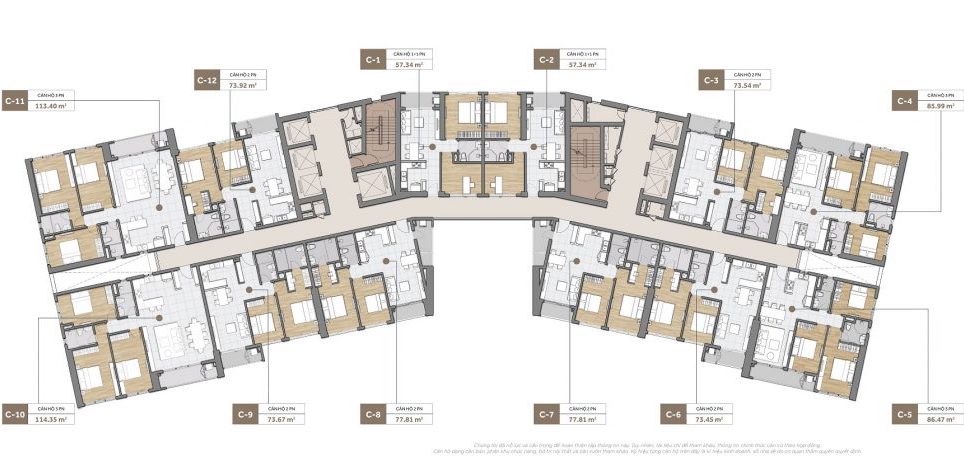 C-1
CĂN HỘ 1+1 PN
57.34 m²
C-2
CĂN HỘ 1+1 PN
57.34 m²
C-12
CĂN HỘ 2 PN
73.92 m²
C-3
CĂN HỘ 2 PN
73.54 m²
C-11
CĂN HỘ 3 PN
113.40 m²
C-4
CĂN HỘ 3 PN
85.99 m²
C-10
CĂN HỘ 3 PN
114.35 m²
C-9
CĂN HỘ 2 PN
73.67 m²
C-8
CĂN HỘ 2 PN
77.81 m²
C-7
CĂN HỘ 2 PN
77.81 m²
C-6
CĂN HỘ 2 PN
73.45 m²
C-5
CĂN HỘ 3 PN
86.47 m²